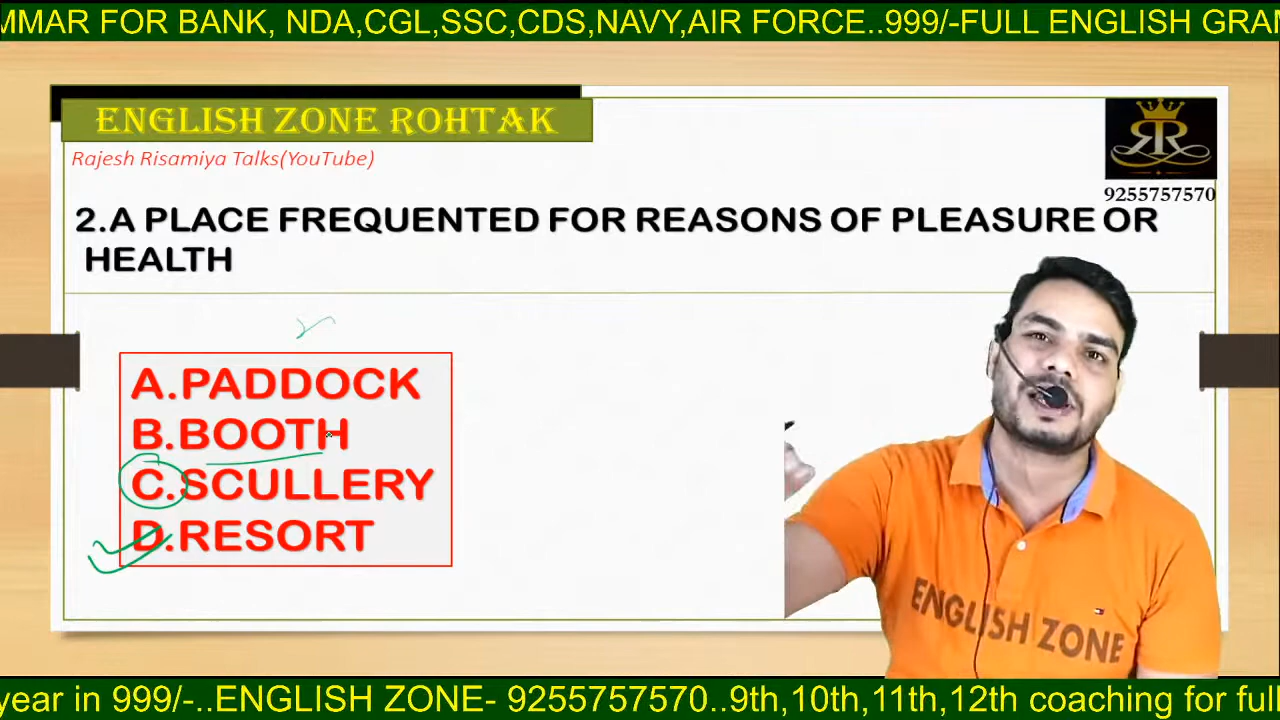 MMAR FOR BANK, NDA,CGL,SSC,CDS,NAVY,AIR FORCE..999/-FULL ENGLISH GRAN
ENGLISH ZONE ROHTAK
Rajesh Risamiya Talks(YouTube)
RR
9255757570
2.A PLACE FREQUENTED FOR REASONS OF PLEASURE OR
HEALTH
A.PADDOCK
B.BOOTH
C.SCULLERY
D.RESORT
ENGLISH ZONE
year in 999/-..ENGLISH ZONE- 9255757570..9th,10th,11th,12th coaching for full